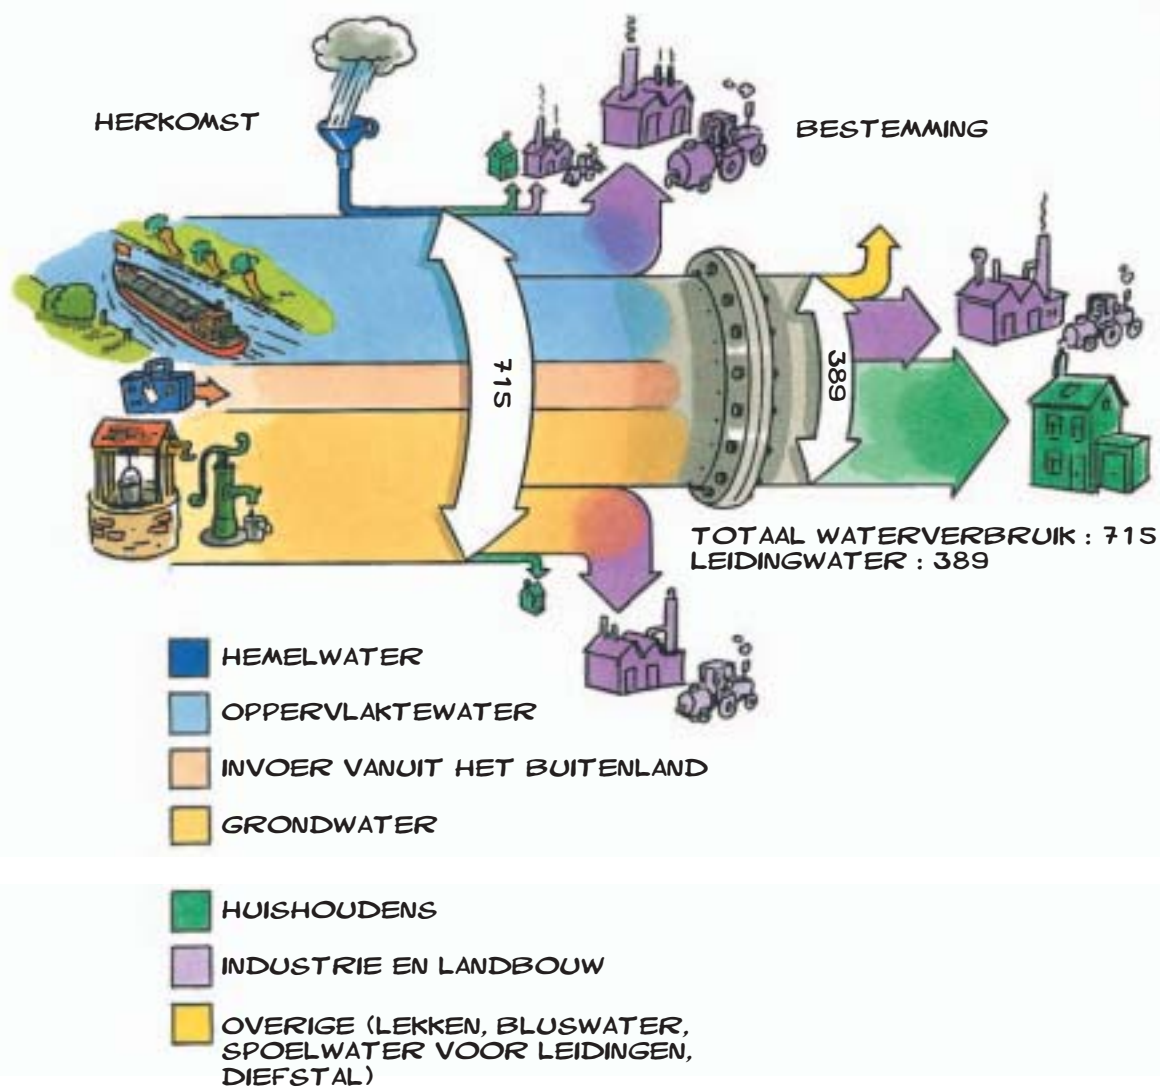 HERKOMST
BESTEMMING
715
389
TOTAAL WATERVERBRUIK : 715
LEIDINGWATER : 389
HEMELWATER
OPPERVLAKTEWATER
INVOER VANUIT HET BUITENLAND
GRONDWATER
HUISHOUDENS
INDUSTRIE EN LANDBOUW
OVERIGE (LEKKEN, BLUSWATER,
SPOELWATER VOOR LEIDINGEN,
DIEFSTAL)